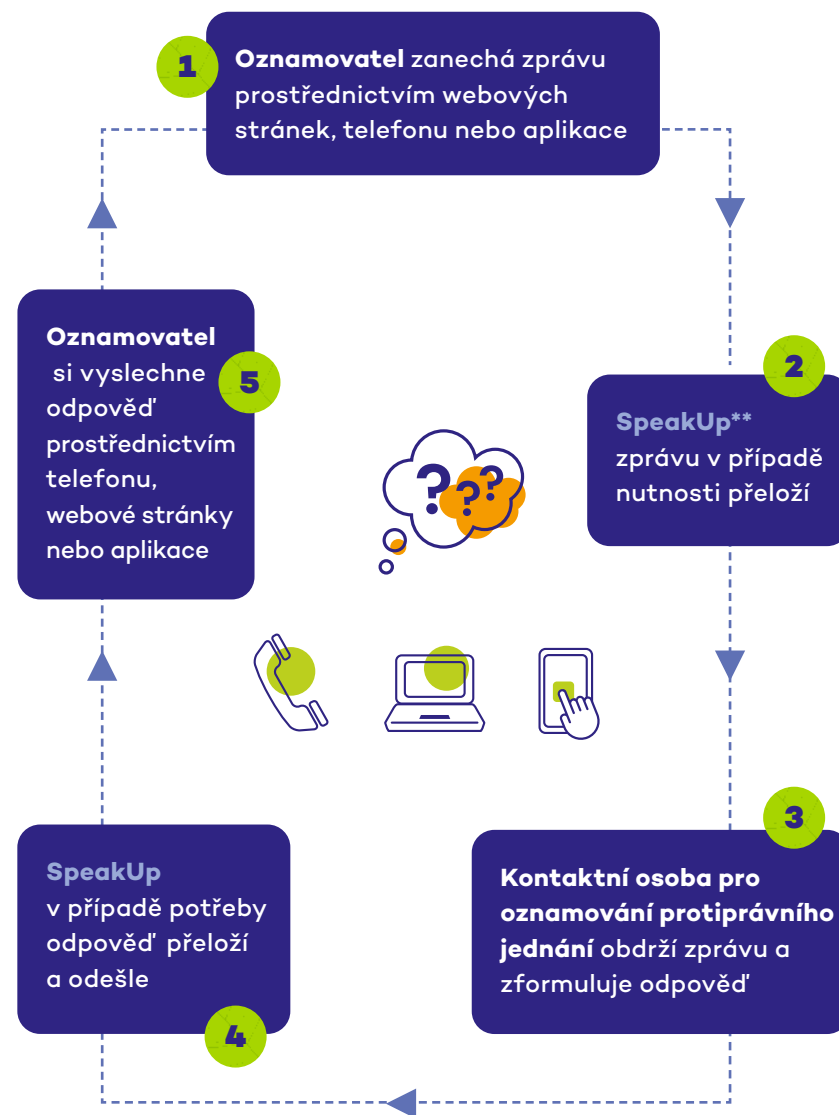 1
Oznamovatel zanechá zprávu
prostřednictvím webových
stránek, telefonu nebo aplikace
2
SpeakUp**
zprávu v případě
nutnosti přeloží
3
Kontaktní osoba pro
oznamování protiprávního
jednání obdrží zprávu a
zformuluje odpověď
4
SpeakUp
v případě potřeby
odpověď přeloží
a odešle
5
Oznamovatel
si vyslechne
odpověď
prostřednictvím
telefonu,
webové stránky
nebo aplikace
? ? ?